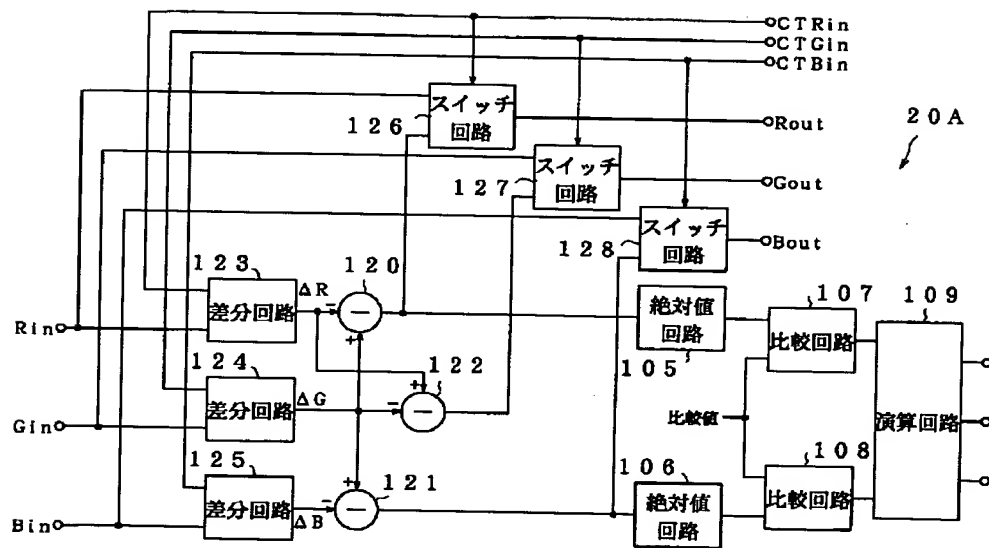 CTRin
CTGin
CTBin
スイッチ
回路
126
Rout
20A
スイッチ
回路
127
Gout
スイッチ
回路
128
Bout
123
差分回路
ΔR
-
120
−
+
絶対値
回路
105
107
比較回路
109
演算回路
Rin
124
差分回路
ΔG
+
122
-
−
比較値
Gin
125
差分回路
ΔB
+
-
−
121
106
絶対値
回路
108
比較回路
Bin